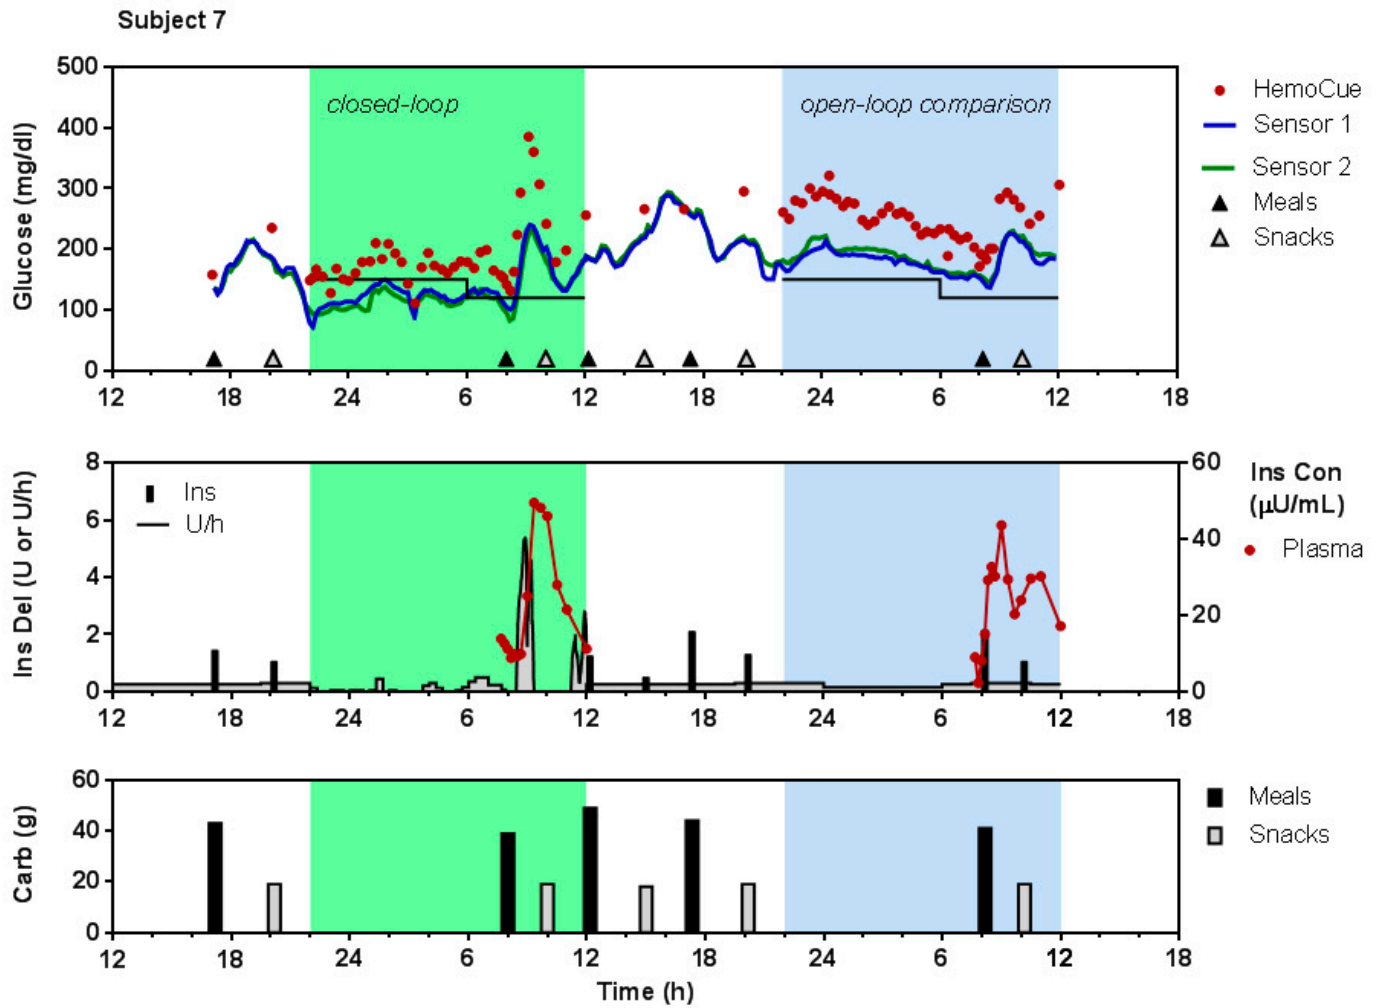 Subject 7
500
400
300
200
100
0
Glucose (mg/dl)
closed-loop
open-loop comparison
HemoCue
Sensor 1
Sensor 2
Meals
Snacks
12 18 24 6 12 18 24 6 12 18
8
6
4
2
0
Ins Del (U or U/h)
Ins
U/h
60
40
20
0
Ins Con
(µU/mL)
Plasma
12 18 24 6 12 18 24 6 12 18
60
40
20
0
Carb (g)
Meals
Snacks
12 18 24 6 12 18 24 6 12 18
Time (h)